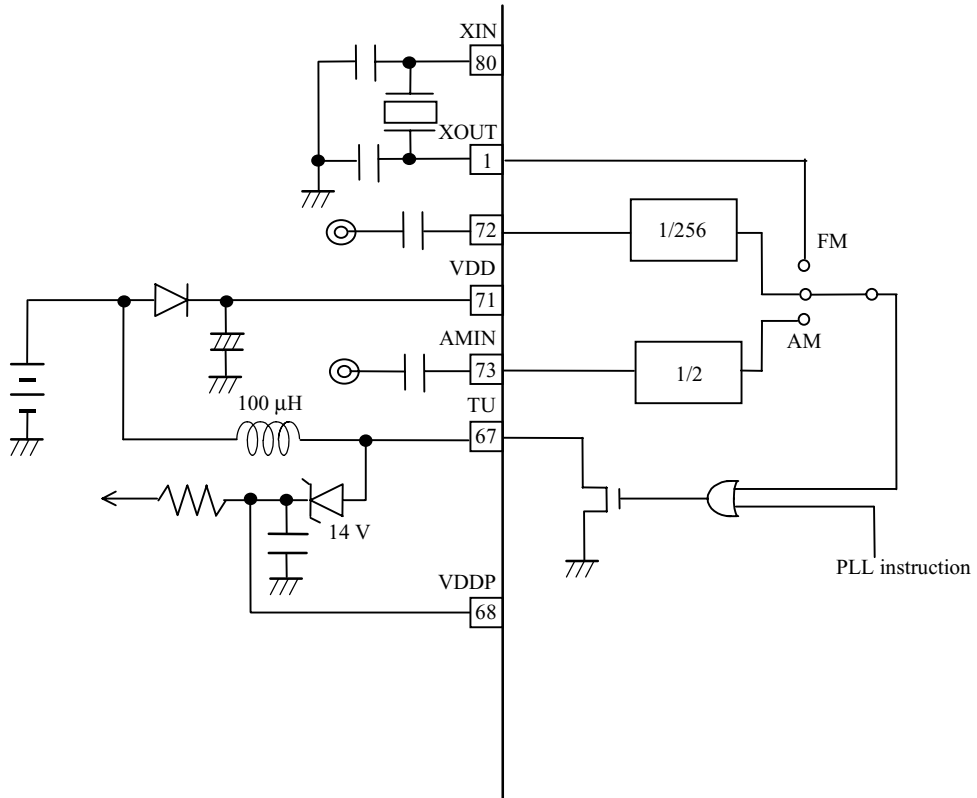 XIN
80
XOUT
1
72
1/256
FM
VDD
71
AMIN
AM
73
1/2
100 μH
TU
67
14 V
PLL instruction
VDDP
68